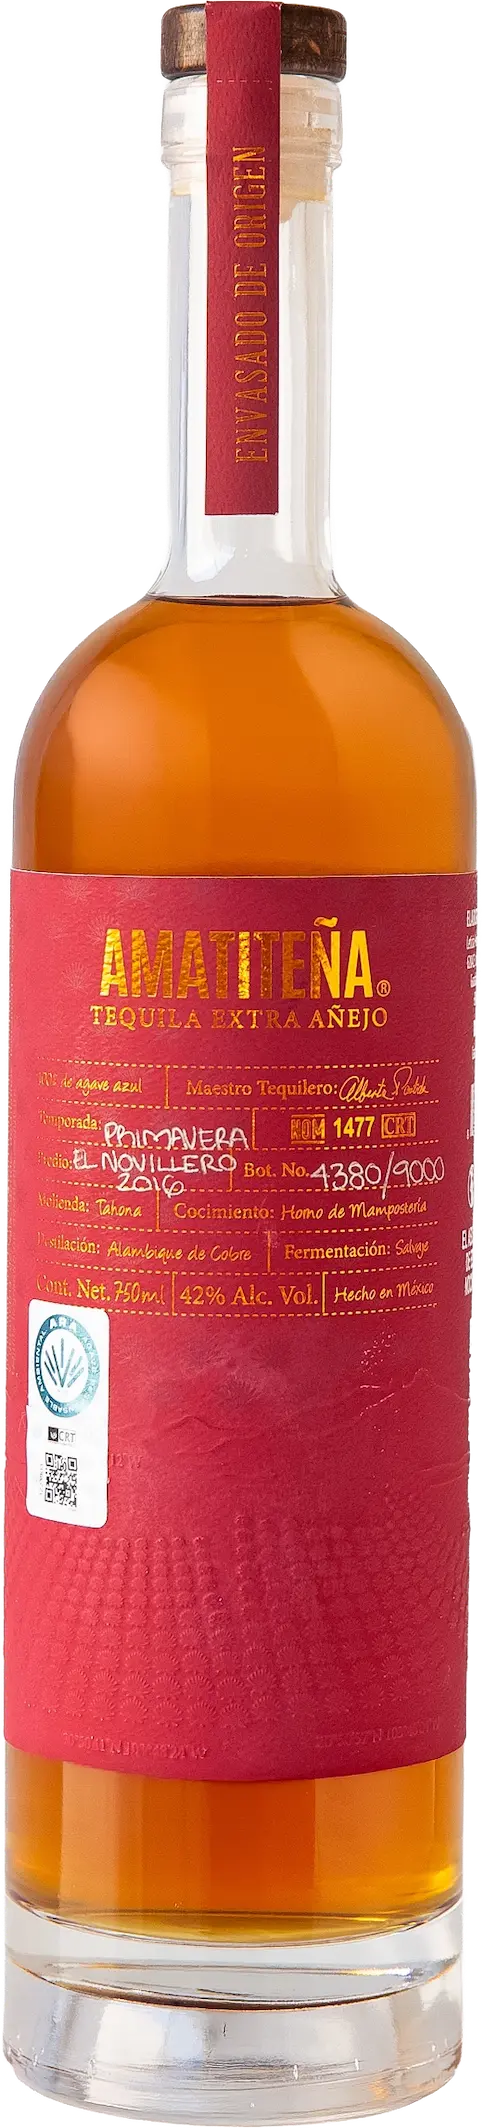 ENVASADO DE ORIGEN
AMATITEÑA®
TEQUILA EXTRA AÑEJO
100% de agave azul Maestro Tequilero:
Temporada: PRIMAVERA NOM 1477 CRT
Predio: EL NOVILLERO 2016 Bot. No. 4380/9000
Molienda: Tahona Cocimiento: Horno de Mampostería
Destilación: Alambique de Cobre Fermentación: Salvaje
Cont. Net. 750ml 42% Alc. Vol. Hecho en México
ARA
AMBIENTAL
CRT